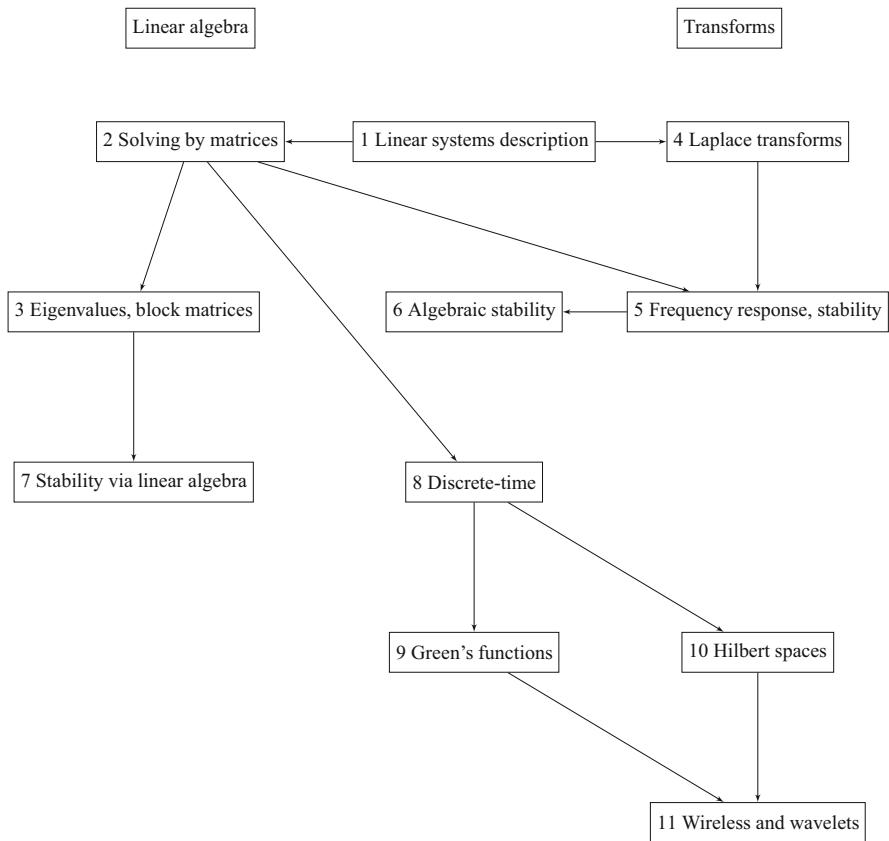 Linear algebra
Transforms
2 Solving by matrices
1 Linear systems description
4 Laplace transforms
3 Eigenvalues, block matrices
6 Algebraic stability
5 Frequency response, stability
7 Stability via linear algebra
8 Discrete-time
9 Green’s functions
10 Hilbert spaces
11 Wireless and wavelets